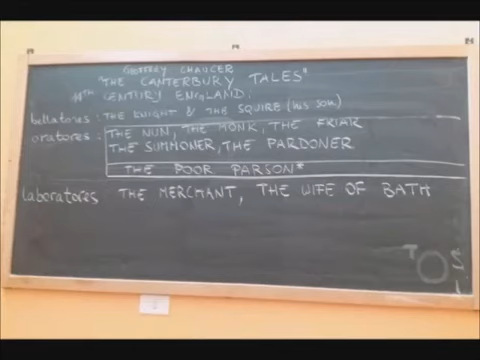 GEOFFREY CHAUCER
"THE CANTERBURY TALES"
14TH CENTURY ENGLAND:
bellatores: THE KNIGHT & THE SQUIRE (his son)
oratores: THE NUN, THE MONK, THE FRIAR
THE SUMMONER, THE PARDONER
THE POOR PARSON*
laboratores THE MERCHANT, THE WIFE OF BATH